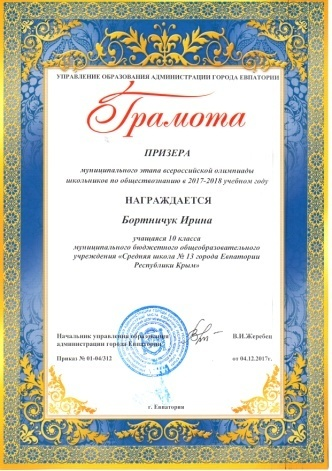 УПРАВЛЕНИЕ ОБРАЗОВАНИЯ АДМИНИСТРАЦИИ ГОРОДА ЕВПАТОРИИ
Грамота
ПРИЗЕРА
муниципального этапа всероссийской олимпиады
школьников по обществознанию в 2017-2018 учебном году
НАГРАЖДАЕТСЯ
Бортничук Ирина
учащаяся 10 класса
муниципального бюджетного общеобразовательного
учреждения «Средняя школа № 13 города Евпатории
Республики Крым»
Начальник управления образования
администрации города Евпатории
В.И.Жеребец
Приказ № 01-04/312
от 04.12.2017г.
г. Евпатория